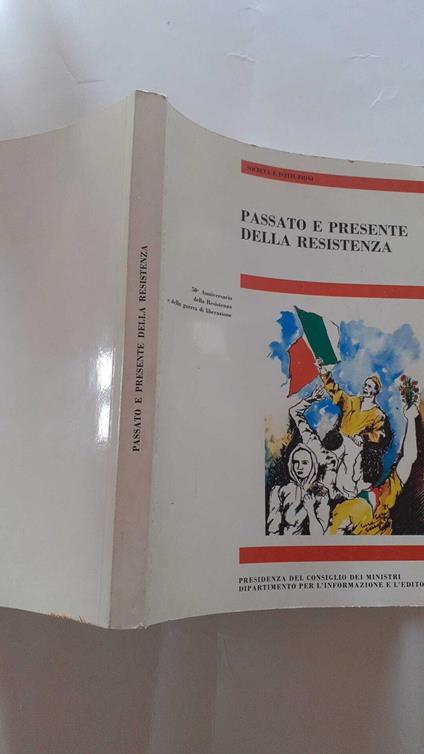 SOCIETÀ E ISTITUZIONI
PASSATO E PRESENTE
DELLA RESISTENZA
50° Anniversario
della Resistenza
e della guerra di liberazione
PRESIDENZA DEL CONSIGLIO DEI MINISTRI
DIPARTIMENTO PER L'INFORMAZIONE E L'EDITO
PASSATO E PRESENTE DELLA RESISTENZA